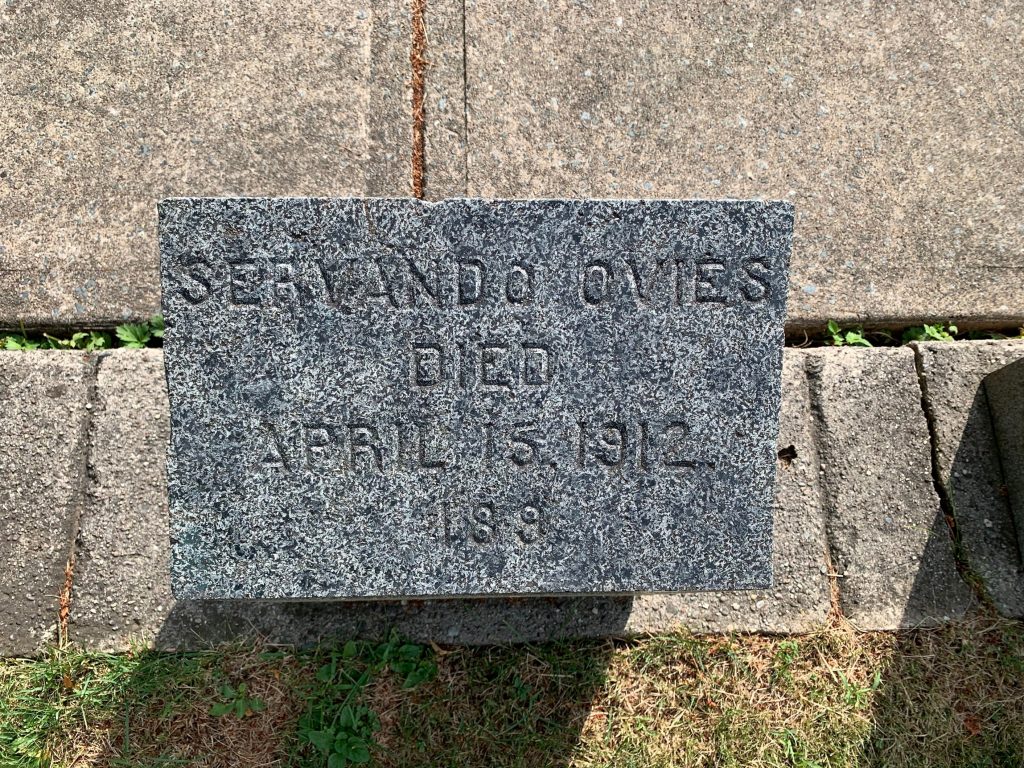 SERVANDO OVIES
DIED
APRIL 15. 1912.
189